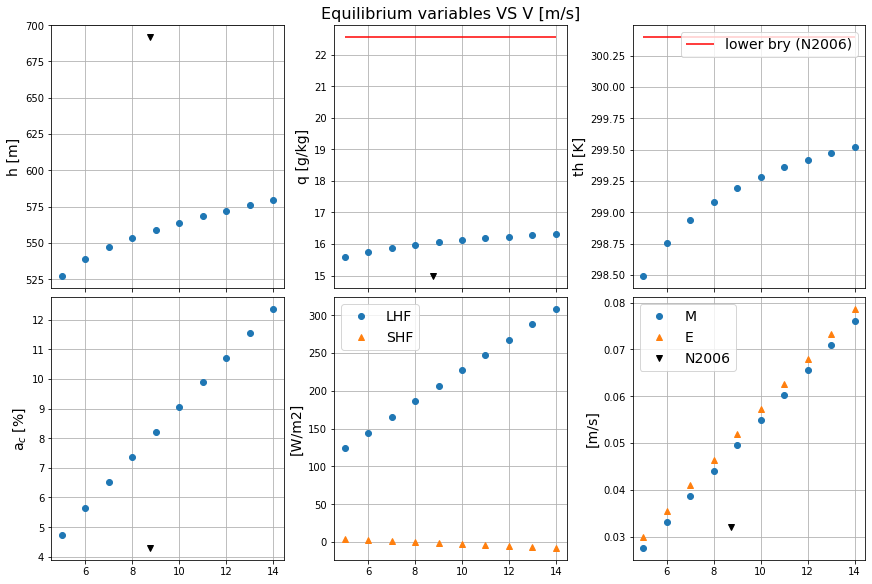 Equilibrium variables VS V [m/s]
h [m]
700
675
650
625
600
575
550
525
q [g/kg]
22
21
20
19
18
17
16
15
th [K]
300.50
300.25
300.00
299.75
299.50
299.25
299.00
298.75
298.50
lower bry (N2006)
a_c [%]
12
11
10
9
8
7
6
5
4
6 8 10 12 14
[W/m2]
300
250
200
150
100
50
0
LHF
SHF
6 8 10 12 14
[m/s]
0.08
0.07
0.06
0.05
0.04
0.03
M
E
N2006
6 8 10 12 14